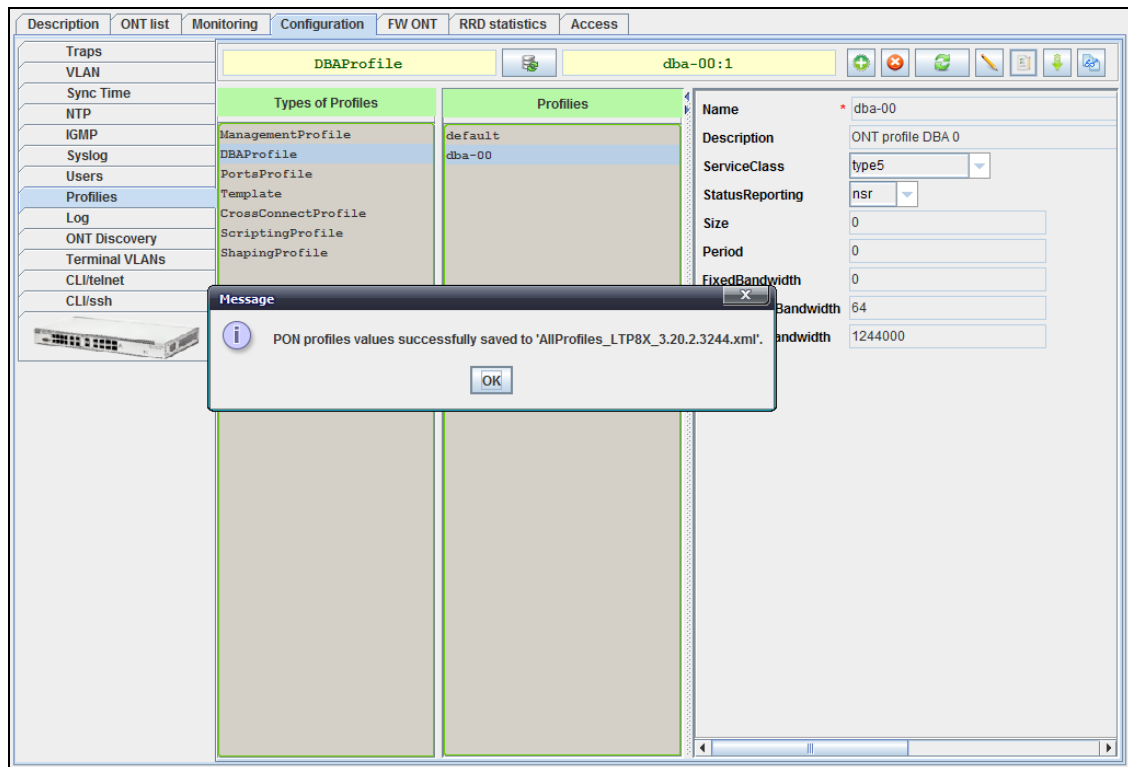 Description ONT list Monitoring Configuration FW ONT RRD statistics Access
Traps
VLAN
Sync Time
NTP
IGMP
Syslog
Users
Profilies
Log
ONT Discovery
Terminal VLANs
CLI/telnet
CLI/ssh
DBAProfile dba-00:1
Types of Profiles
ManagementProfile
DBAProfile
PortsProfile
Template
CrossConnectProfile
ScriptingProfile
ShapingProfile
Profilies
default
dba-00
Name * dba-00
Description ONT profile DBA 0
ServiceClass type5
StatusReporting nsr
Size 0
Period 0
FixedBandwidth 0
Bandwidth 64
andwidth 1244000
Message X
PON profiles values successfully saved to 'AllProfiles_LTP8X_3.20.2.3244.xml'.
OK